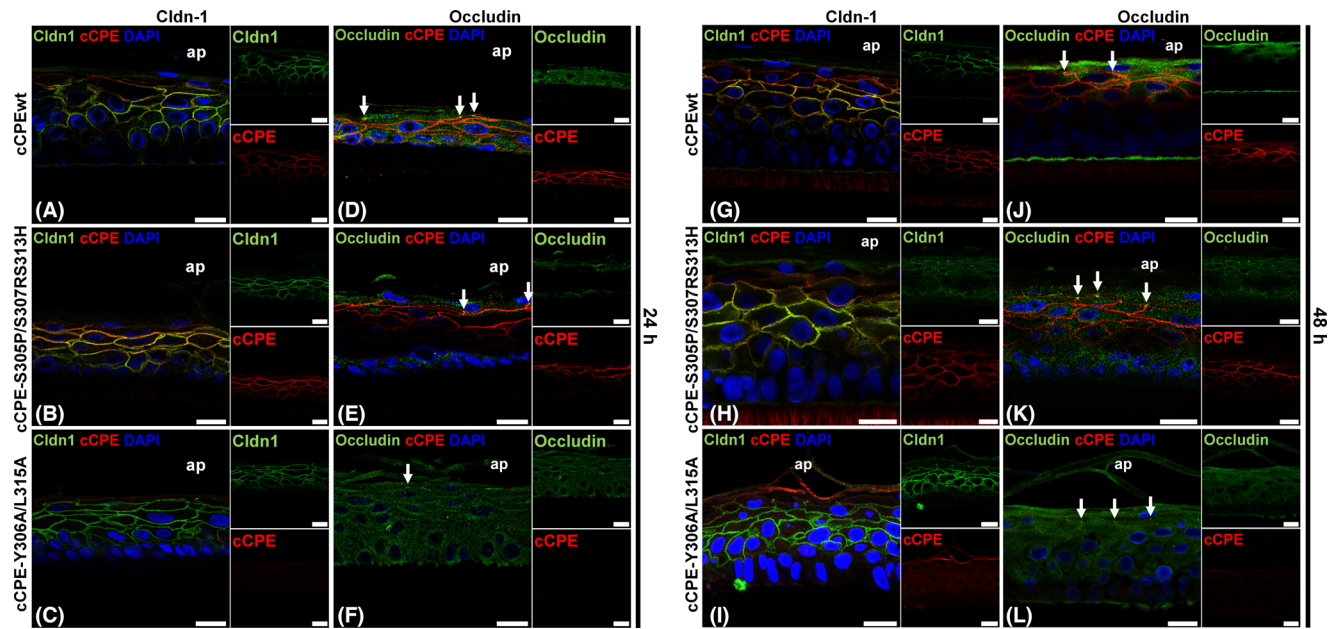 Cldn-1
Occludin
Cldn-1
Occludin
cCPEwt
Cldn1 cCPE DAPI
ap
(A)
Cldn1
cCPE
Occludin cCPE DAPI
ap
(D)
Occludin
cCPE
cCPE-S305P/S307RS313H
Cldn1 cCPE DAPI
ap
(B)
Cldn1
cCPE
Occludin cCPE DAPI
ap
(E)
Occludin
cCPE
cCPE-Y306A/L315A
Cldn1 cCPE DAPI
ap
(C)
Cldn1
cCPE
Occludin cCPE DAPI
ap
(F)
Occludin
cCPE
24 h
cCPEwt
Cldn1 cCPE DAPI
ap
(G)
Cldn1
cCPE
Occludin cCPE DAPI
ap
(J)
Occludin
cCPE
cCPE-S305P/S307RS313H
Cldn1 cCPE DAPI
ap
(H)
Cldn1
cCPE
Occludin cCPE DAPI
ap
(K)
Occludin
cCPE
cCPE-Y306A/L315A
Cldn1 cCPE DAPI
ap
(I)
Cldn1
cCPE
Occludin cCPE DAPI
ap
(L)
Occludin
cCPE
48 h